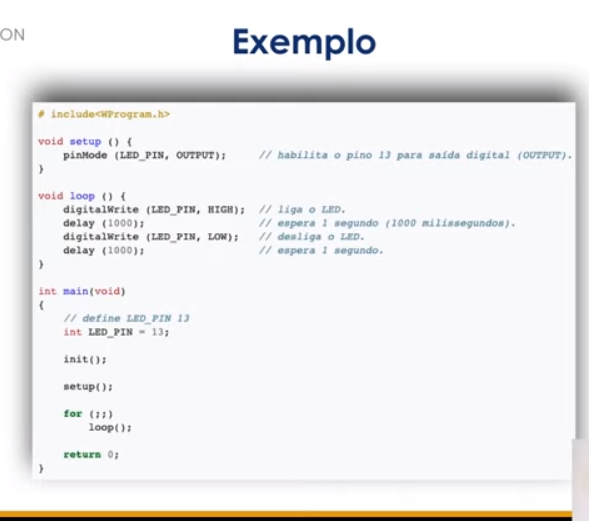 ON
Exemplo
# include<WProgram.h>
void setup () {
pinMode (LED_PIN, OUTPUT); // habilita o pino 13 para saída digital (OUTPUT).
}
void loop () {
digitalWrite (LED_PIN, HIGH); // liga o LED.
delay (1000); // espera 1 segundo (1000 milissegundos).
digitalWrite (LED_PIN, LOW); // desliga o LED.
delay (1000); // espera 1 segundo.
}
int main(void)
{
// define LED_PIN 13
int LED_PIN = 13;
init();
setup();
for (;;)
loop();
return 0;
}